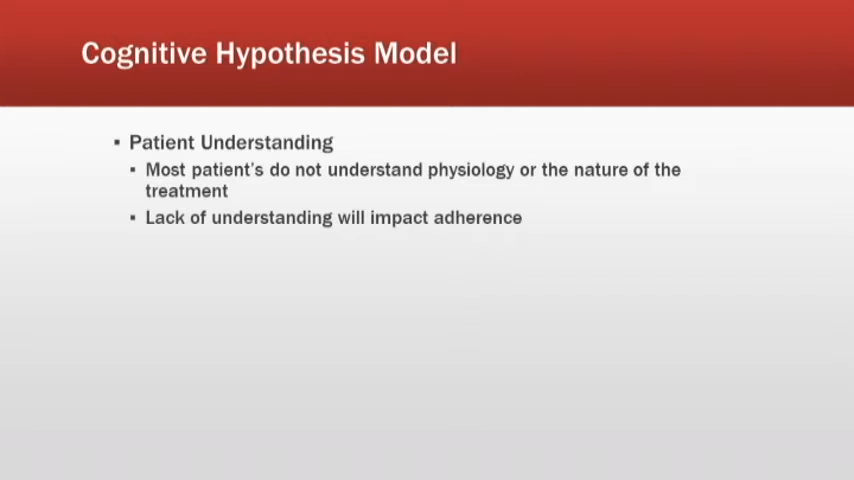 Cognitive Hypothesis Model
▪ Patient Understanding
▪ Most patient's do not understand physiology or the nature of the
treatment
▪ Lack of understanding will impact adherence